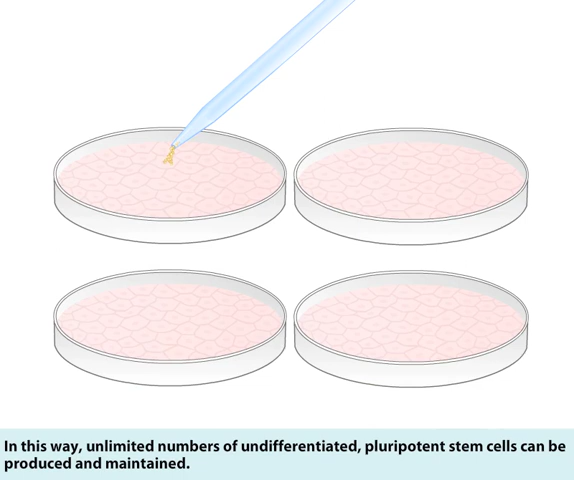 In this way, unlimited numbers of undifferentiated, pluripotent stem cells can be
produced and maintained.